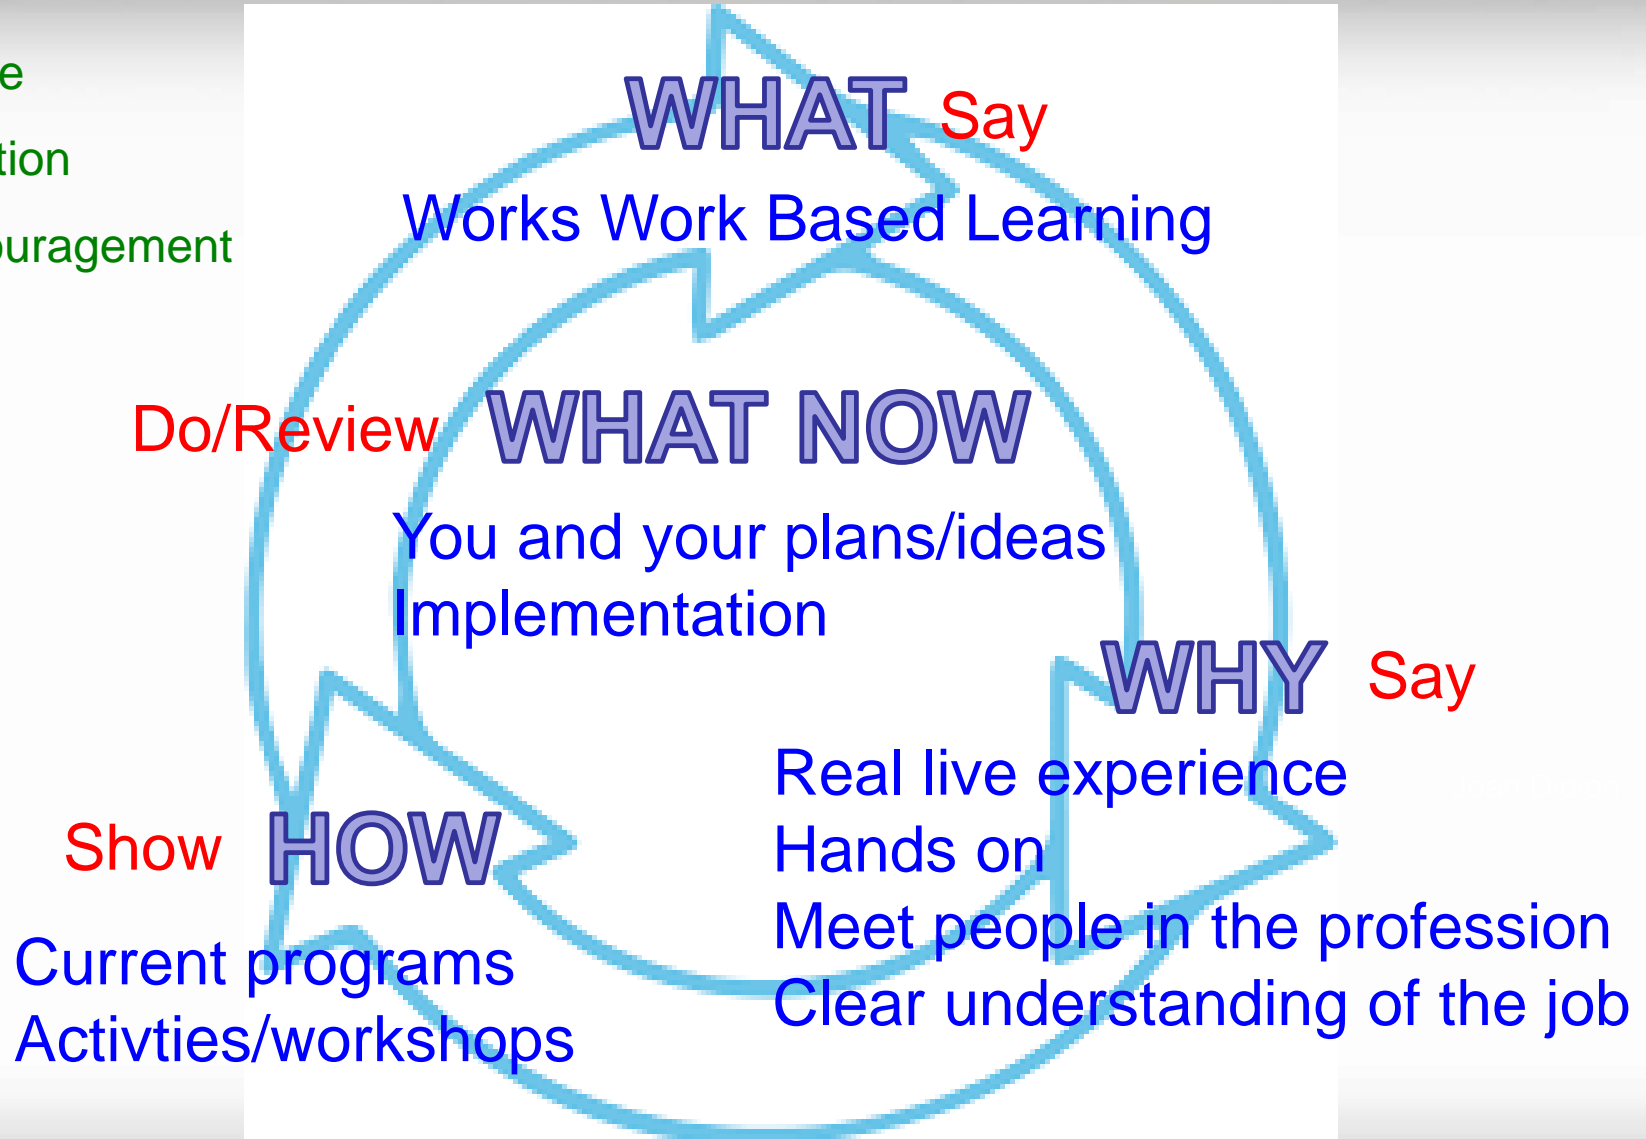 WHAT Say
Works Work Based Learning
Do/Review WHAT NOW
You and your plans/ideas
Implementation
WHY Say
Real live experience
Hands on
Meet people in the profession
Clear understanding of the job
Show HOW
Current programs
Activties/workshops